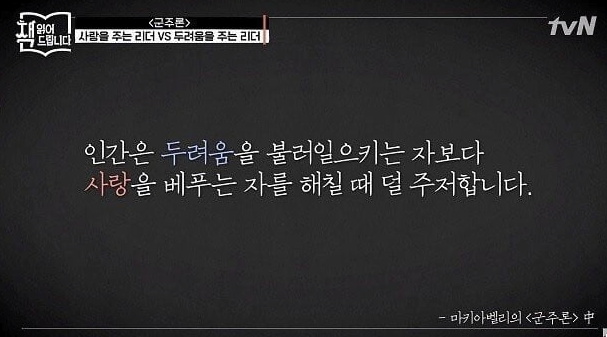 책 읽어
드립니다
<군주론>
사랑을 주는 리더 VS 두려움을 주는 리더
tvN
인간은 두려움을 불러일으키는 자보다
사랑을 베푸는 자를 해칠 때 덜 주저합니다.
- 마키아벨리의 <군주론> 中